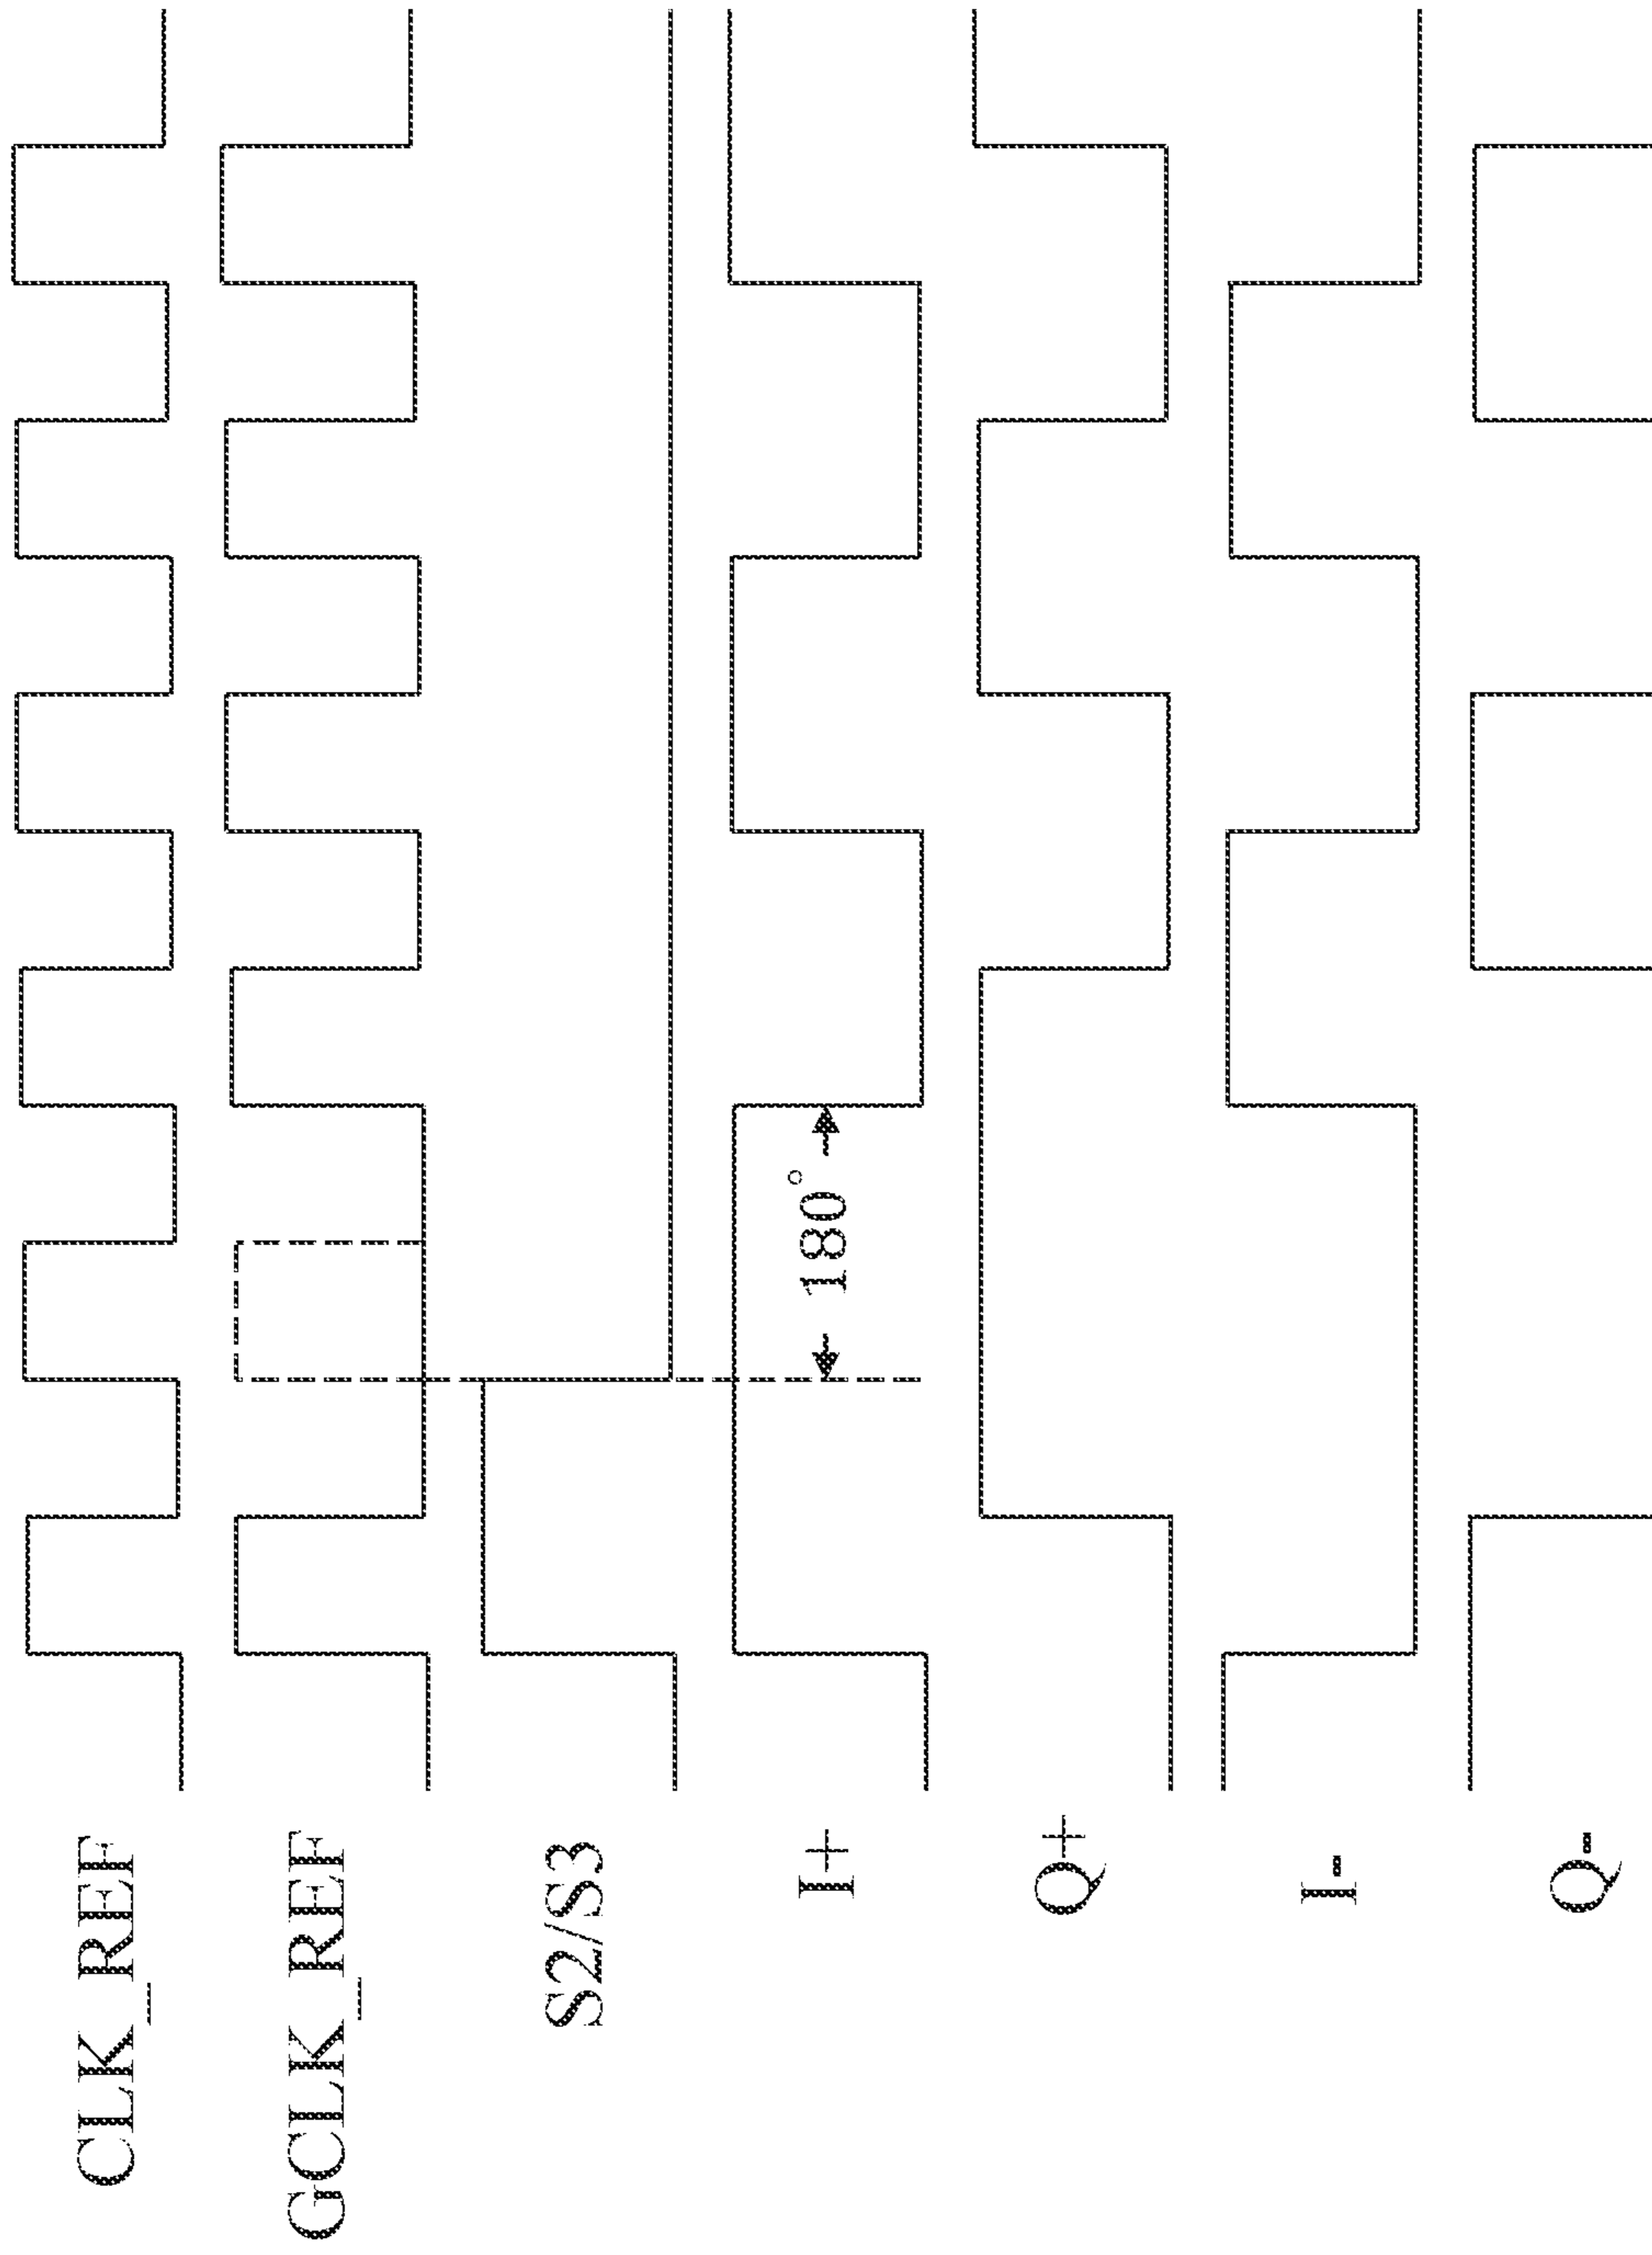 CLK_REF
GCLK_REF
S2/S3
I+
180°
Q+
I-
Q-